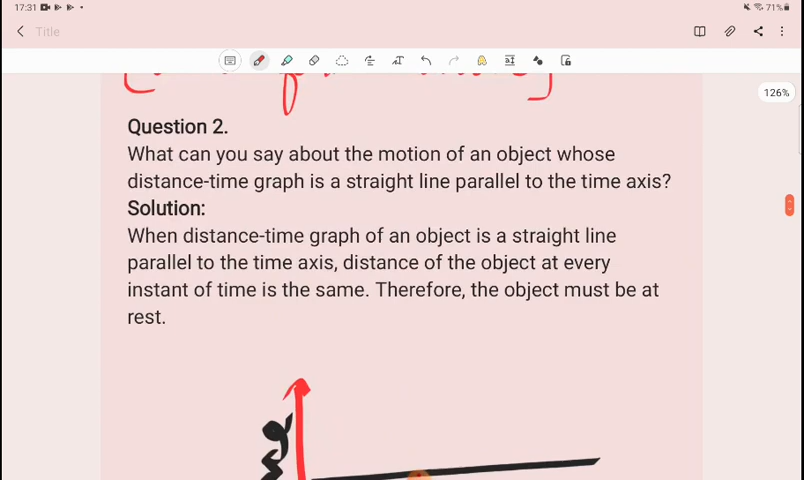 17:31
71%
Title
126%
Question 2.
What can you say about the motion of an object whose
distance-time graph is a straight line parallel to the time axis?
Solution:
When distance-time graph of an object is a straight line
parallel to the time axis, distance of the object at every
instant of time is the same. Therefore, the object must be at
rest.